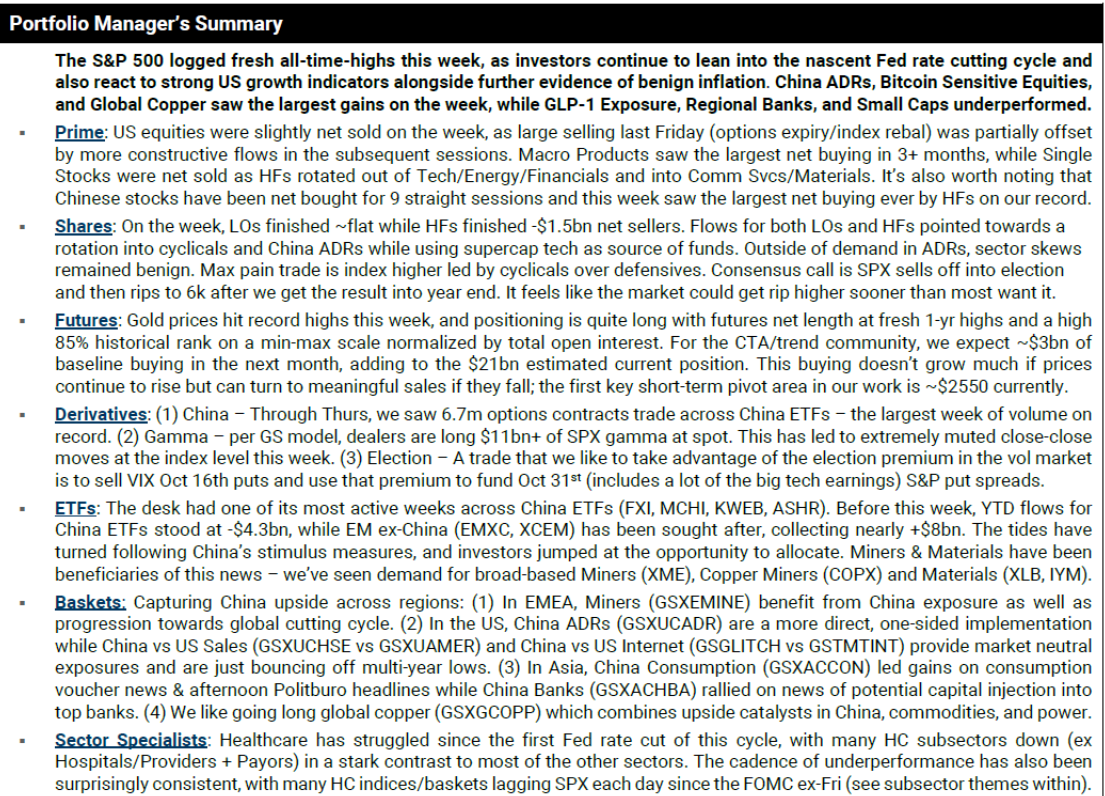 Portfolio Manager's Summary
The S&P 500 logged fresh all-time-highs this week, as investors continue to lean into the nascent Fed rate cutting cycle and
also react to strong US growth indicators alongside further evidence of benign inflation. China ADRs, Bitcoin Sensitive Equities,
and Global Copper saw the largest gains on the week, while GLP-1 Exposure, Regional Banks, and Small Caps underperformed.
▪ Prime: US equities were slightly net sold on the week, as large selling last Friday (options expiry/index rebal) was partially offset
by more constructive flows in the subsequent sessions. Macro Products saw the largest net buying in 3+ months, while Single
Stocks were net sold as HFs rotated out of Tech/Energy/Financials and into Comm Svcs/Materials. It's also worth noting that
Chinese stocks have been net bought for 9 straight sessions and this week saw the largest net buying ever by HFs on our record.
▪ Shares: On the week, LOs finished ~flat while HFs finished -$1.5bn net sellers. Flows for both LOs and HFs pointed towards a
rotation into cyclicals and China ADRs while using supercap tech as source of funds. Outside of demand in ADRs, sector skews
remained benign. Max pain trade is index higher led by cyclicals over defensives. Consensus call is SPX sells off into election
and then rips to 6k after we get the result into year end. It feels like the market could get rip higher sooner than most want it.
▪ Futures: Gold prices hit record highs this week, and positioning is quite long with futures net length at fresh 1-yr highs and a high
85% historical rank on a min-max scale normalized by total open interest. For the CTA/trend community, we expect ~$3bn of
baseline buying in the next month, adding to the $21bn estimated current position. This buying doesn't grow much if prices
continue to rise but can turn to meaningful sales if they fall; the first key short-term pivot area in our work is ~$2550 currently.
▪ Derivatives: (1) China – Through Thurs, we saw 6.7m options contracts trade across China ETFs – the largest week of volume on
record. (2) Gamma – per GS model, dealers are long $11bn+ of SPX gamma at spot. This has led to extremely muted close-close
moves at the index level this week. (3) Election – A trade that we like to take advantage of the election premium in the vol market
is to sell VIX Oct 16th puts and use that premium to fund Oct 31st (includes a lot of the big tech earnings) S&P put spreads.
▪ ETFs: The desk had one of its most active weeks across China ETFs (FXI, MCHI, KWEB, ASHR). Before this week, YTD flows for
China ETFs stood at -$4.3bn, while EM ex-China (EMXC, XCEM) has been sought after, collecting nearly +$8bn. The tides have
turned following China's stimulus measures, and investors jumped at the opportunity to allocate. Miners & Materials have been
beneficiaries of this news – we've seen demand for broad-based Miners (XME), Copper Miners (COPX) and Materials (XLB, IYM).
▪ Baskets: Capturing China upside across regions: (1) In EMEA, Miners (GSXEMINE) benefit from China exposure as well as
progression towards global cutting cycle. (2) In the US, China ADRs (GSXUCADR) are a more direct, one-sided implementation
while China vs US Sales (GSXUCHSE vs GSXUAMER) and China vs US Internet (GSGLITCH vs GSTMTINT) provide market neutral
exposures and are just bouncing off multi-year lows. (3) In Asia, China Consumption (GSXACCON) led gains on consumption
voucher news & afternoon Politburo headlines while China Banks (GSXACHBA) rallied on news of potential capital injection into
top banks. (4) We like going long global copper (GSXGCOPP) which combines upside catalysts in China, commodities, and power.
▪ Sector Specialists: Healthcare has struggled since the first Fed rate cut of this cycle, with many HC subsectors down (ex
Hospitals/Providers + Payors) in a stark contrast to most of the other sectors. The cadence of underperformance has also been
surprisingly consistent, with many HC indices/baskets lagging SPX each day since the FOMC ex-Fri (see subsector themes within).